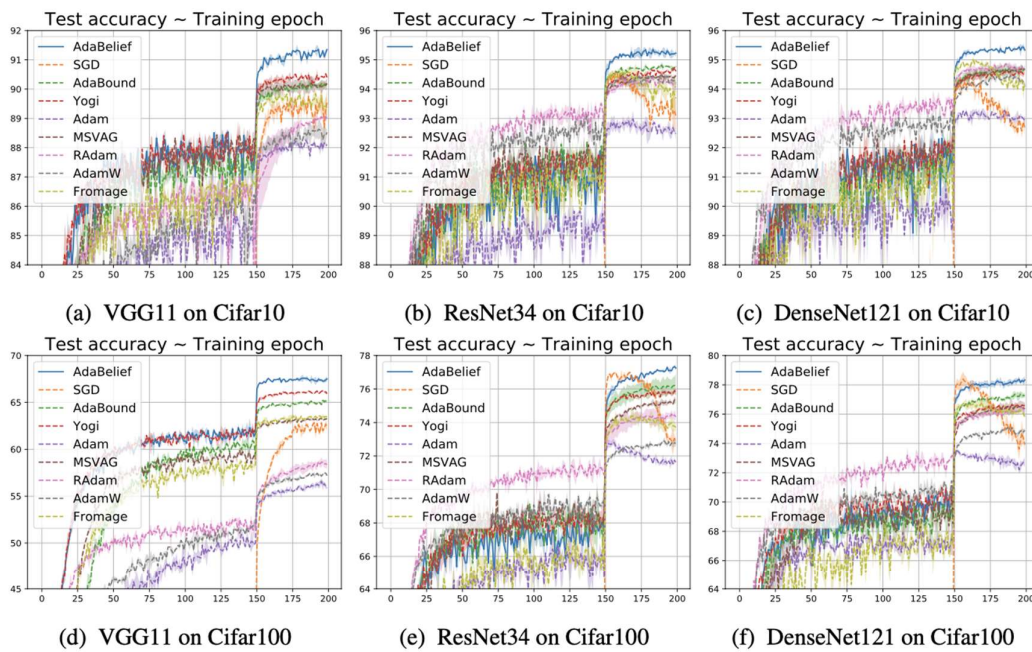 Test accuracy ~ Training epoch
92
91
90
89
88
87
86
85
84
AdaBelief
SGD
AdaBound
Yogi
Adam
MSVAG
RAdam
AdamW
Fromage
0 25 50 75 100 125 150 175 200
(a) VGG11 on Cifar10
Test accuracy ~ Training epoch
96
95
94
93
92
91
90
89
88
AdaBelief
SGD
AdaBound
Yogi
Adam
MSVAG
RAdam
AdamW
Fromage
0 25 50 75 100 125 150 175 200
(b) ResNet34 on Cifar10
Test accuracy ~ Training epoch
96
95
94
93
92
91
90
89
88
AdaBelief
SGD
AdaBound
Yogi
Adam
MSVAG
RAdam
AdamW
Fromage
0 25 50 75 100 125 150 175 200
(c) DenseNet121 on Cifar10
Test accuracy ~ Training epoch
70
65
60
55
50
45
AdaBelief
SGD
AdaBound
Yogi
Adam
MSVAG
RAdam
AdamW
Fromage
0 25 50 75 100 125 150 175 200
(d) VGG11 on Cifar100
Test accuracy ~ Training epoch
78
76
74
72
70
68
66
64
AdaBelief
SGD
AdaBound
Yogi
Adam
MSVAG
RAdam
AdamW
Fromage
0 25 50 75 100 125 150 175 200
(e) ResNet34 on Cifar100
Test accuracy ~ Training epoch
80
78
76
74
72
70
68
66
64
AdaBelief
SGD
AdaBound
Yogi
Adam
MSVAG
RAdam
AdamW
Fromage
0 25 50 75 100 125 150 175 200
(f) DenseNet121 on Cifar100